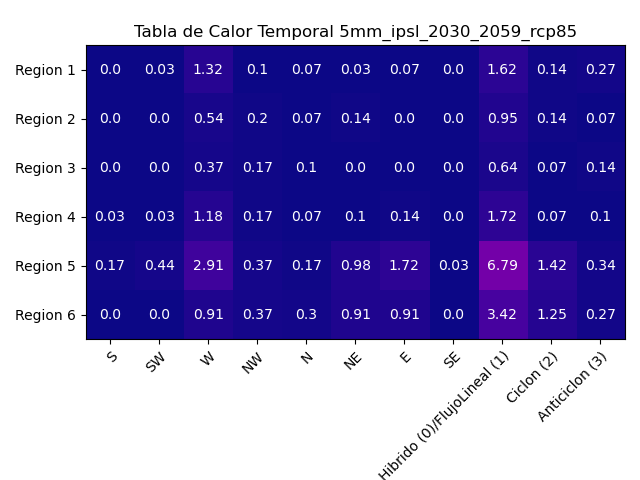 Tabla de Calor Temporal 5mm_ipsl_2030_2059_rcp85
Region 1 0.0 0.03 1.32 0.1 0.07 0.03 0.07 0.0 1.62 0.14 0.27
Region 2 0.0 0.0 0.54 0.2 0.07 0.14 0.0 0.0 0.95 0.14 0.07
Region 3 0.0 0.0 0.37 0.17 0.1 0.0 0.0 0.0 0.64 0.07 0.14
Region 4 0.03 0.03 1.18 0.17 0.07 0.1 0.14 0.0 1.72 0.07 0.1
Region 5 0.17 0.44 2.91 0.37 0.17 0.98 1.72 0.03 6.79 1.42 0.34
Region 6 0.0 0.0 0.91 0.37 0.3 0.91 0.91 0.0 3.42 1.25 0.27
S SW W NW N NE E SE Hibrido (0)/FlujoLineal (1) Ciclon (2) Anticiclon (3)